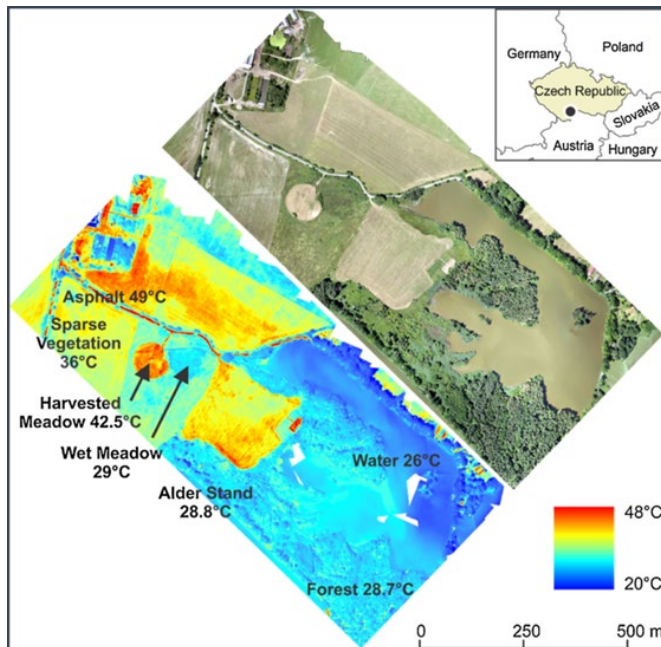 Germany
Poland
Czech Republic
Slovakia
Austria
Hungary
Asphalt 49°C
Sparse
Vegetation
36°C
Harvested
Meadow 42.5°C
Wet Meadow
29°C
Alder Stand
28.8°C
Water 26°C
Forest 28.7°C
48°C
20°C
0
250
500 m